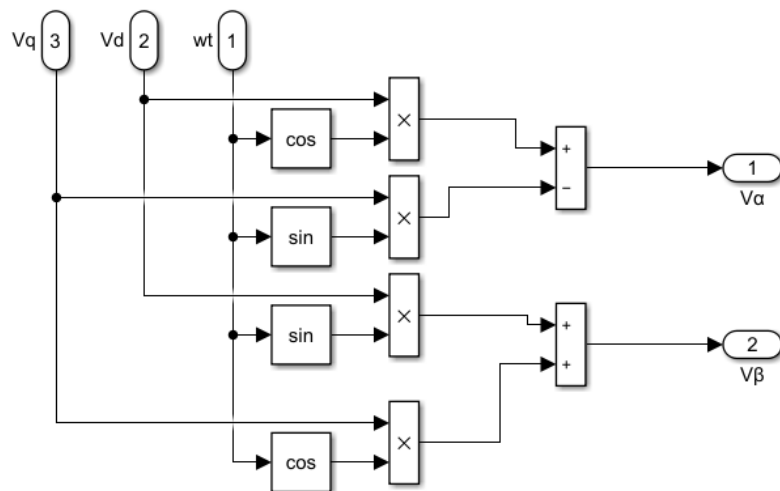 Vq 3 Vd 2 wt 1
×
cos
+
−
1
Vα
×
sin
×
sin
+
+
2
Vβ
×
cos